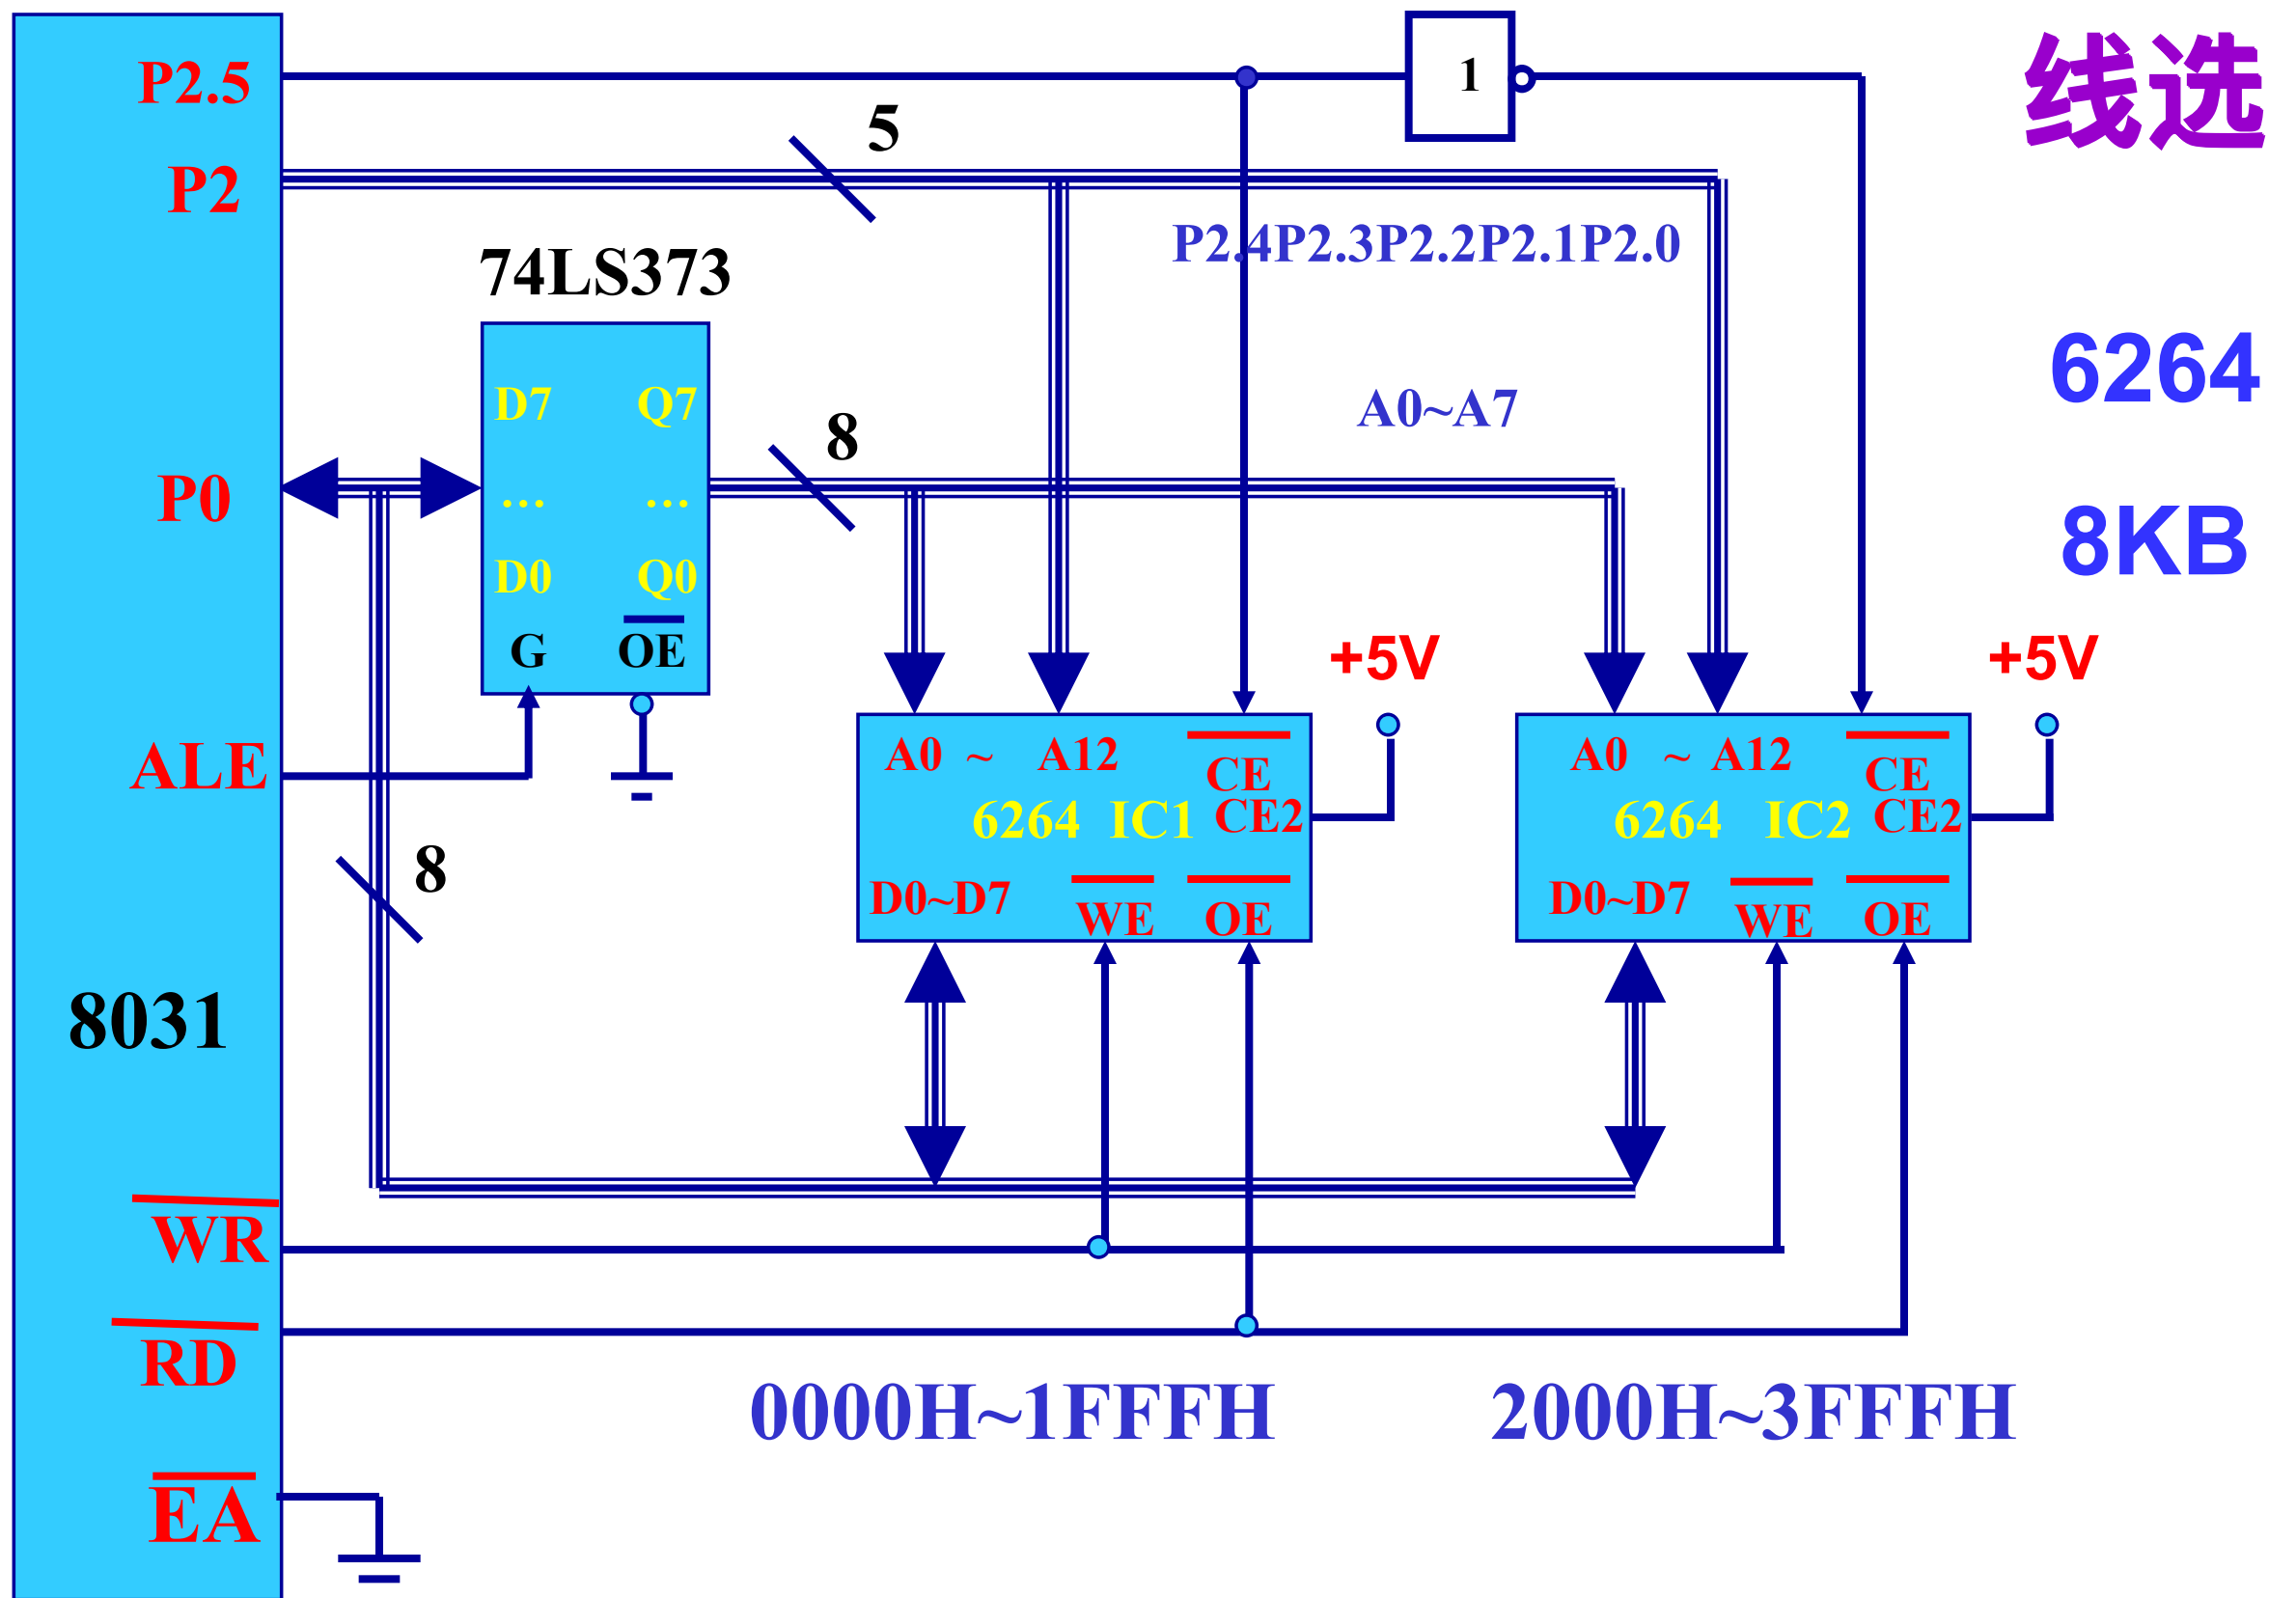 线选
P2.5
1
5
P2
P2.4P2.3P2.2P2.1P2.0
74LS373
6264
D7 Q7
A0~A7
8
P0
… …
8KB
D0 Q0
G OE
+5V
+5V
ALE
A0 ~ A12 CE
6264 IC1 CE2
D0~D7 WE OE
A0 ~ A12 CE
6264 IC2 CE2
D0~D7 WE OE
8
8031
WR
RD
0000H~1FFFH
2000H~3FFFH
EA